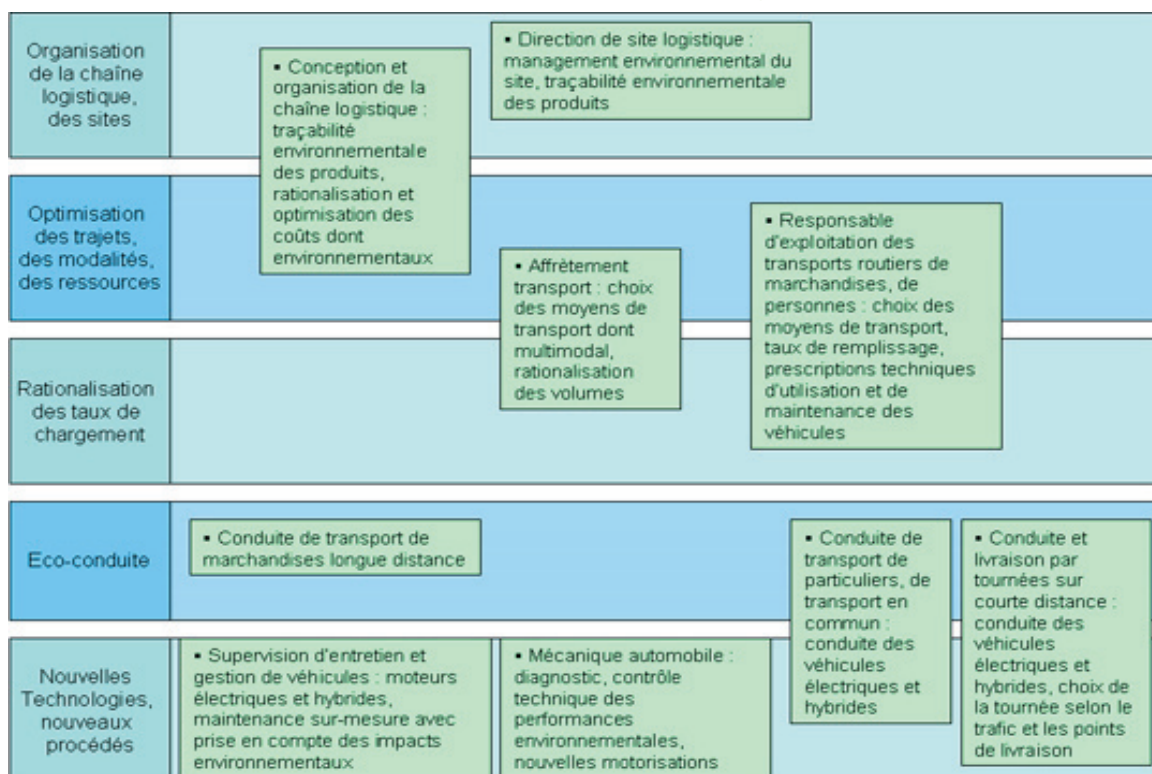 Organisation
de la chaîne
logistique,
des sites
▪ Conception et
organisation de la
chaîne logistique :
traçabilité
environnementale
des produits,
rationalisation et
optimisation des
coûts dont
environnementaux
▪ Direction de site logistique :
management environnemental du
site, traçabilité environnementale
des produits
Optimisation
des trajets,
des modalités,
des ressources
▪ Affrètement
transport : choix
des moyens de
transport dont
multimodal,
rationalisation
des volumes
▪ Responsable
d'exploitation des
transports routiers de
marchandises, de
personnes : choix des
moyens de transport,
taux de remplissage,
prescriptions techniques
d'utilisation et de
maintenance des
véhicules
Rationalisation
des taux de
chargement
Eco-conduite
▪ Conduite de transport de
marchandises longue distance
▪ Conduite de
transport de
particuliers, de
transport en
commun :
conduite des
véhicules
électriques et
hybrides
▪ Conduite et
livraison par
tournées sur
courte distance :
conduite des
véhicules
électriques et
hybrides, choix de
la tournée selon le
trafic et les points
de livraison
Nouvelles
Technologies,
nouveaux
procédés
▪ Supervision d'entretien et
gestion de véhicules : moteurs
électriques et hybrides,
maintenance sur-mesure avec
prise en compte des impacts
environnementaux
▪ Mécanique automobile :
diagnostic, contrôle
technique des
performances
environnementales,
nouvelles motorisations